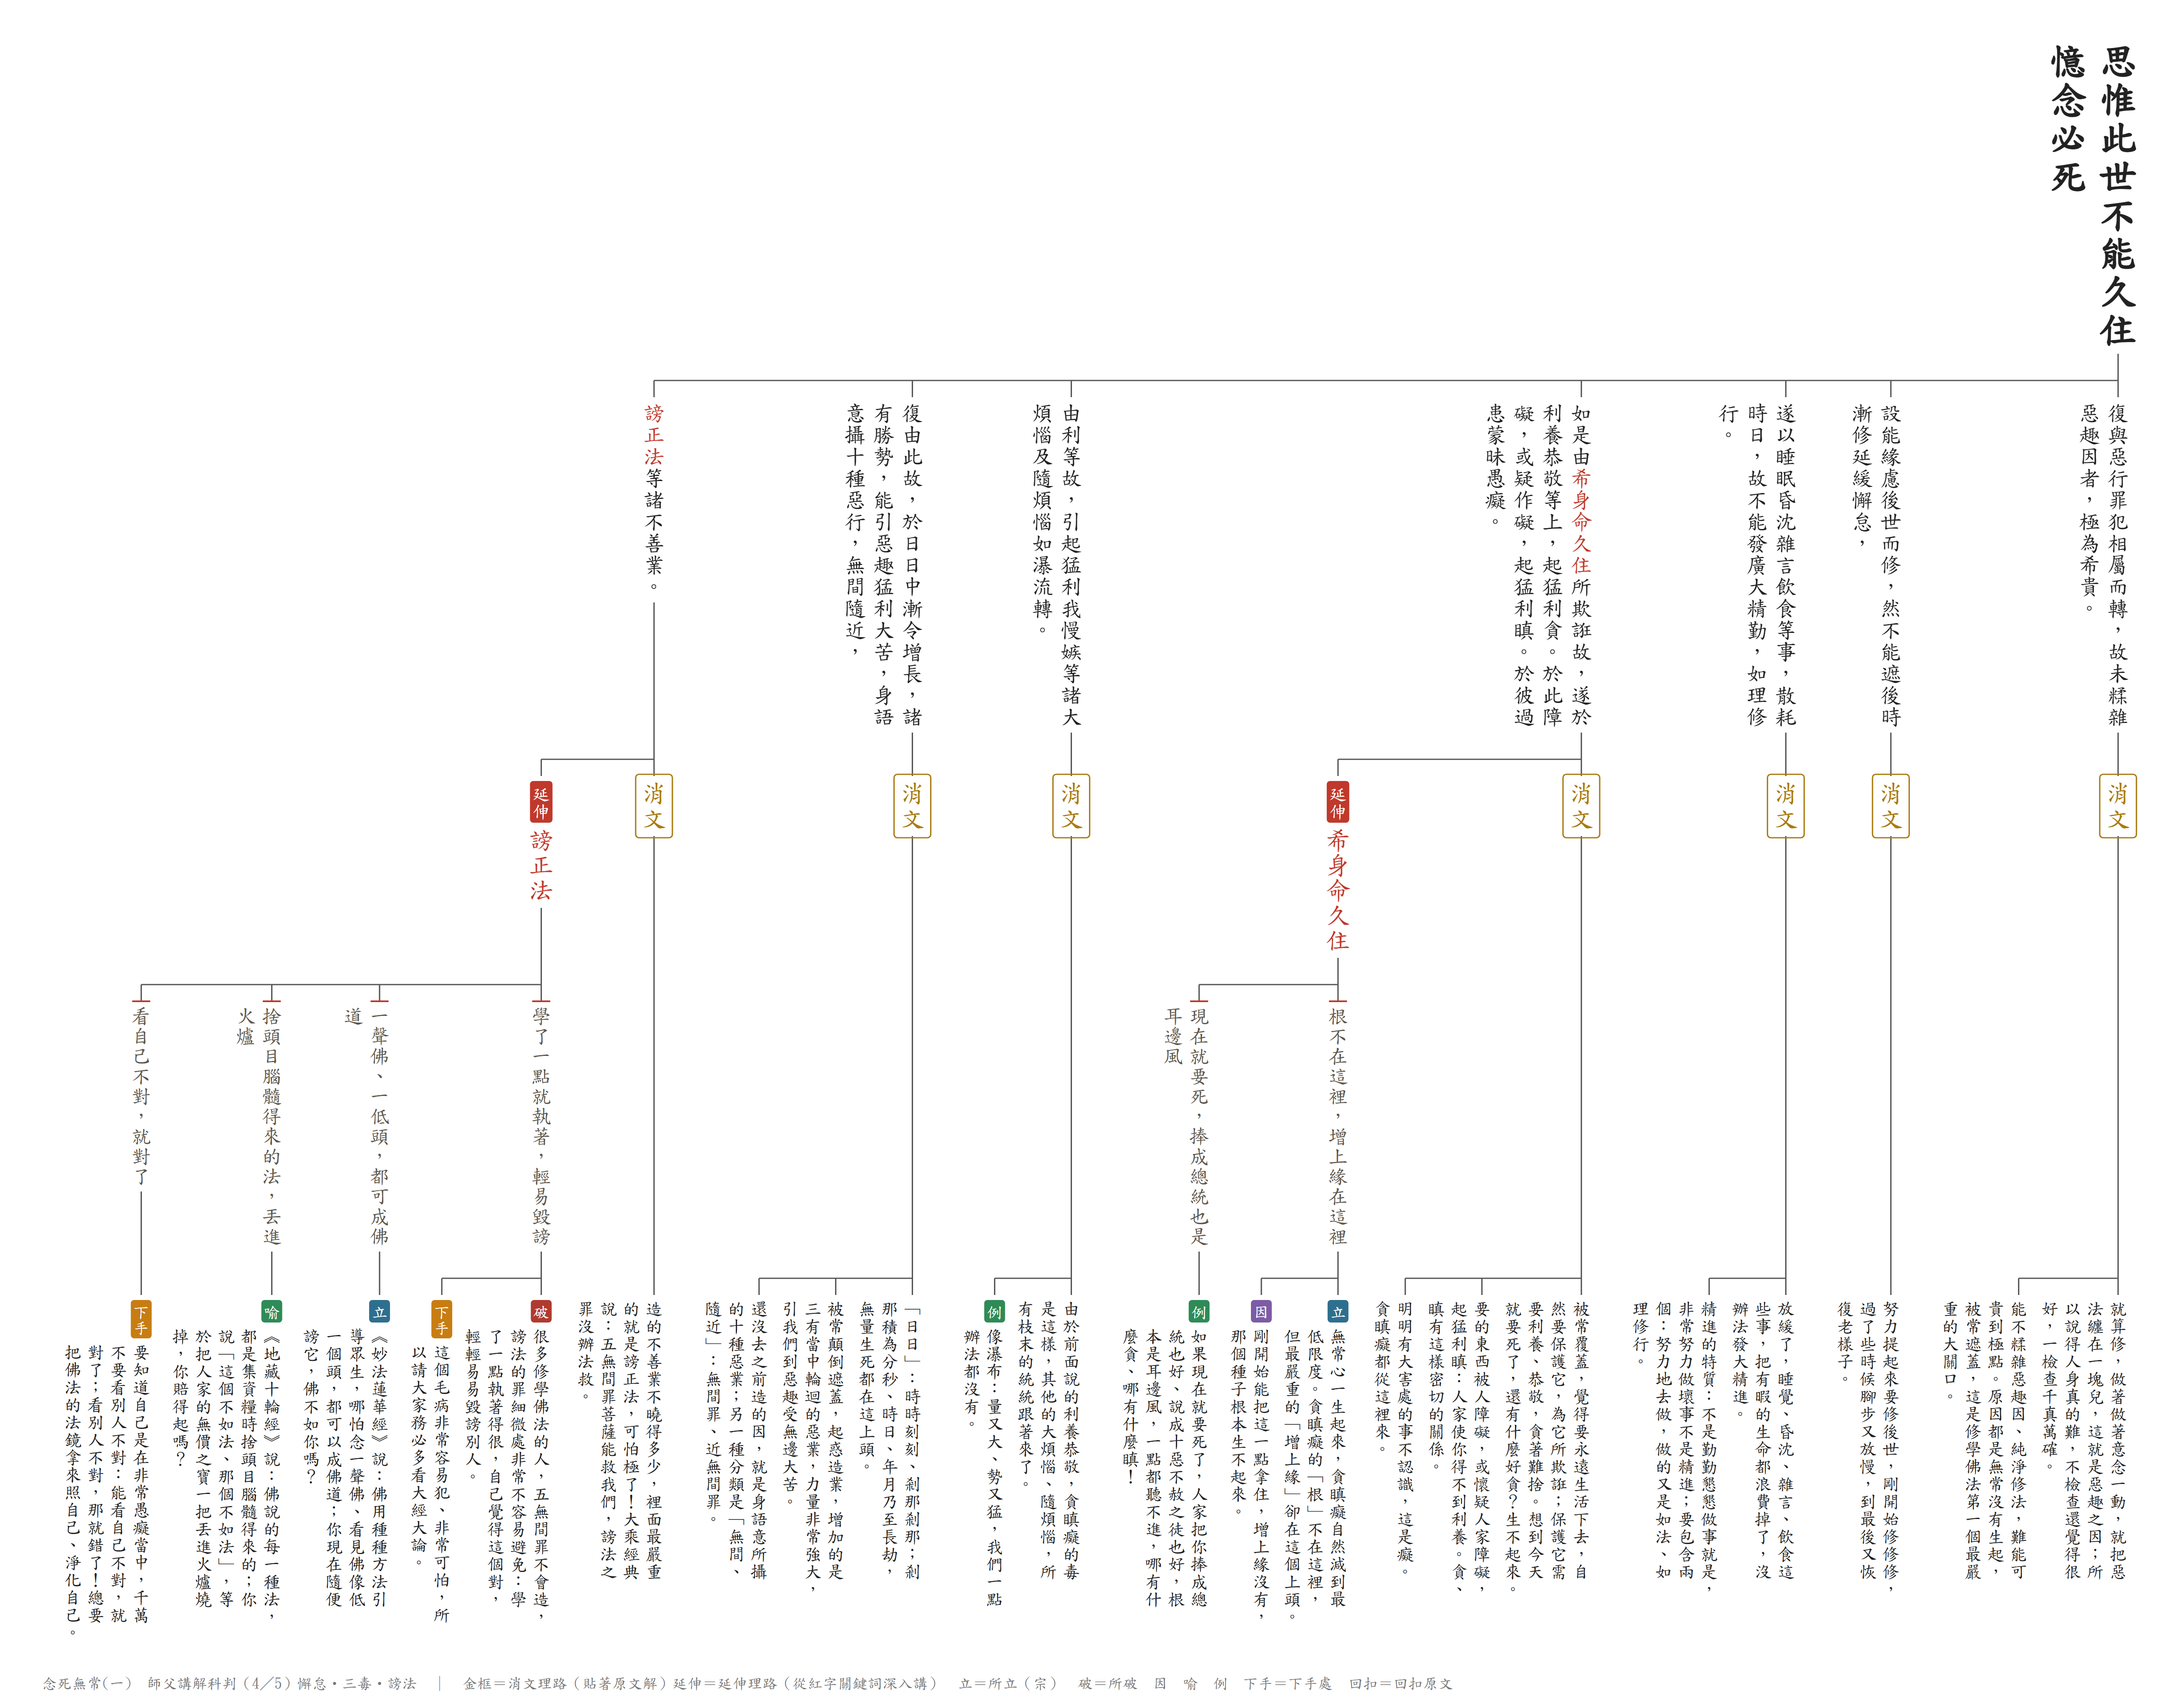 思惟此世不能久住
憶念必死
復與惡行罪犯相屬而轉，故未糅雜
惡趣因者，極為希貴。
設能緣慮後世而修，然不能遮後時
漸修延緩懈怠，
遂以睡眠昏沈雜言飲食等事，散耗
時日，故不能發廣大精勤，如理修
行。
如是由希身命久住所欺誑故，遂於
利養恭敬等上，起猛利貪。於此障
礙，或疑作礙，起猛利瞋。於彼過
患蒙昧愚癡。
由利等故，引起猛利我慢嫉等諸大
煩惱及隨煩惱如瀑流轉。
復由此故，於日日中漸令增長，諸
有勝勢，能引惡趣猛利大苦，身語
意攝十種惡行，無間隨近，
謗正法等諸不善業。
消文
消文
消文
消文
延伸
希身命久住
消文
消文
消文
延伸
謗正法
根不在這裡，增上緣在這裡
現在就要死，捧成總統也是
耳邊風
學了一點就執著，輕易毀謗
一聲佛、一低頭，都可成佛
道
捨頭目腦髓得來的法，丟進
火爐
看自己不對，就對了
就算修，做著做著意念一動，就把惡
法纏在一塊兒，這就是惡趣之因；所
以說得人身真的難，不檢查還覺得很
好，一檢查千真萬確。
能不糅雜惡趣因、純淨修法，難能可
貴到極點。原因都是無常沒有生起，
被常遮蓋，這是修學佛法第一個最嚴
重的大關口。
努力提起來要修後世，剛開始修修修，
過了些時候腳步又放慢，到最後又恢
復老樣子。
放緩了，睡覺、昏沈、雜言、飲食這
些事，把有暇的生命都浪費掉了，沒
辦法發大精進。
精進的特質：不是勤勤懇懇做事就是，
非常努力做壞事不是精進；要包含兩
個：努力地去做，做的又是如法、如
理修行。
被常覆蓋，覺得要永遠生活下去，自
然要保護它，為它所欺誑；保護它需
要利養、恭敬，貪著難捨。想到今天
就要死了，還有什麼好貪？生不起來。
要的東西被人障礙，或懷疑人家障礙，
起猛利瞋：人家使你得不到利養。貪、
瞋有這樣密切的關係。
明明有大害處的事不認識，這是癡。
貪瞋癡都從這裡來。
立
無常心一生起來，貪瞋癡自然減到最
低限度。貪瞋癡的「根」不在這裡，
但最嚴重的「增上緣」卻在這個上頭。
因
剛開始能把這一點拿住，增上緣沒有，
那個種子根本生不起來。
例
如果現在就要死了，人家把你捧成總
統也好、說成十惡不赦之徒也好，根
本是耳邊風，一點都聽不進，哪有什
麼貪、哪有什麼瞋！
由於前面說的利養恭敬，貪瞋癡的毒
是這樣，其他的大煩惱、隨煩惱，所
有枝末的統統跟著來了。
例
像瀑布：量又大、勢又猛，我們一點
辦法都沒有。
「日日」：時時刻刻、剎那剎那；剎
那積為分秒、時日、年月乃至長劫，
無量生死都在這上頭。
被常顛倒遮蓋，起惑造業，增加的是
三有當中輪迴的惡業，力量非常強大，
引我們到惡趣受無邊大苦。
還沒去之前造的因，就是身語意所攝
的十種惡業；另一種分類是「無間、
隨近」：無間罪、近無間罪。
造的不善業不曉得多少，裡面最嚴重
的就是謗正法，可怕極了！大乘經典
說：五無間罪菩薩能救我們，謗法之
罪沒辦法救。
破
很多修學佛法的人，五無間罪不會造，
謗法的罪細微處非常不容易避免：學
了一點執著得很，自己覺得這個對，
輕輕易易毀謗別人。
下手
這個毛病非常容易犯、非常可怕，所
以請大家務必多看大經大論。
立
《妙法蓮華經》說：佛用種種方法引
導眾生，哪怕念一聲佛、看見佛像低
一個頭，都可以成佛道；你現在隨便
謗它，佛不如你嗎？
喻
《地藏十輪經》說：佛說的每一種法，
都是集資糧時捨頭目腦髓得來的；你
說「這個不如法、那個不如法」，等
於把人家的無價之寶一把丟進火爐燒
掉，你賠得起嗎？
下手
要知道自己是在非常愚癡當中，千萬
不要看別人不對：能看自己不對，就
對了；看別人不對，那就錯了！總要
把佛法的法鏡拿來照自己、淨化自己。
念死無常(一)　師父講解科判（4／5）懈怠・三毒・謗法　｜　金框＝消文理路（貼著原文解）延伸＝延伸理路（從紅字關鍵詞深入講）　立＝所立（宗）　破＝所破　因　喻　例　下手＝下手處　回扣＝回扣原文